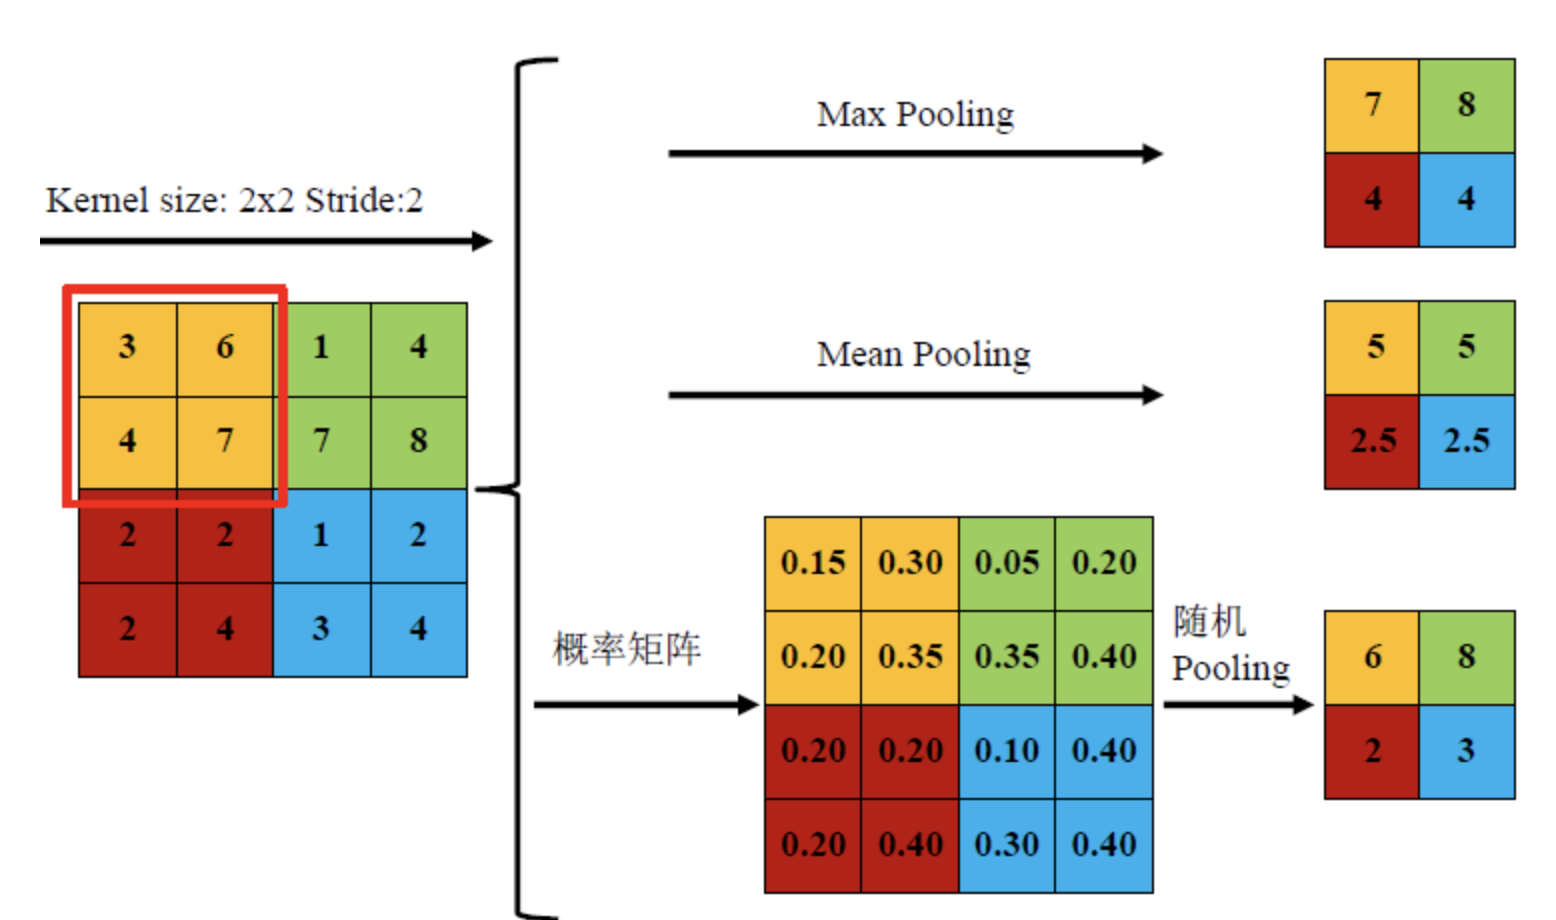 Kernel size: 2x2 Stride:2
3 6 1 4
4 7 7 8
2 2 1 2
2 4 3 4
Max Pooling
7 8
4 4
Mean Pooling
5 5
2.5 2.5
概率矩阵
0.15 0.30 0.05 0.20
0.20 0.35 0.35 0.40
0.20 0.20 0.10 0.40
0.20 0.40 0.30 0.40
随机
Pooling
6 8
2 3